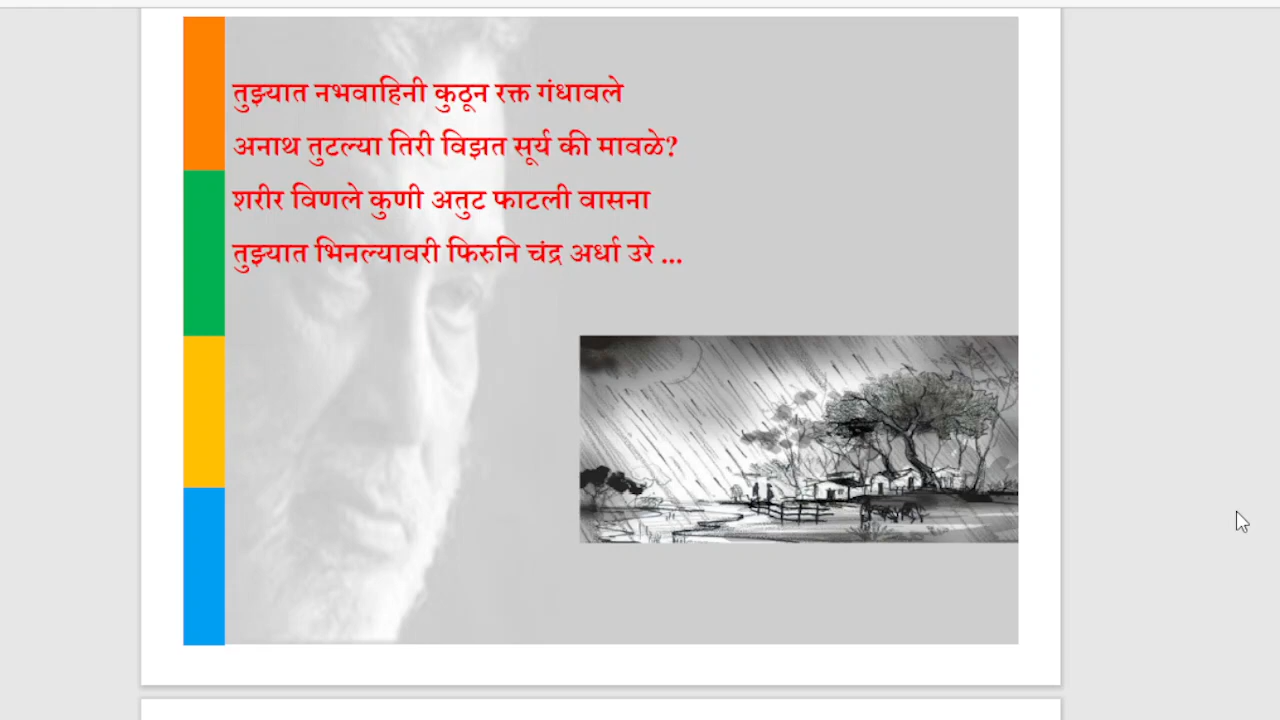 तुझ्यात नभवाहिनी कुठून रक्त गंधावले
अनाथ तुटल्या तिरी विझत सूर्य की मावळे?
शरीर विणले कुणी अतुट फाटली वासना
तुझ्यात भिनल्यावरी फिरुनि चंद्र अर्धा उरे ...